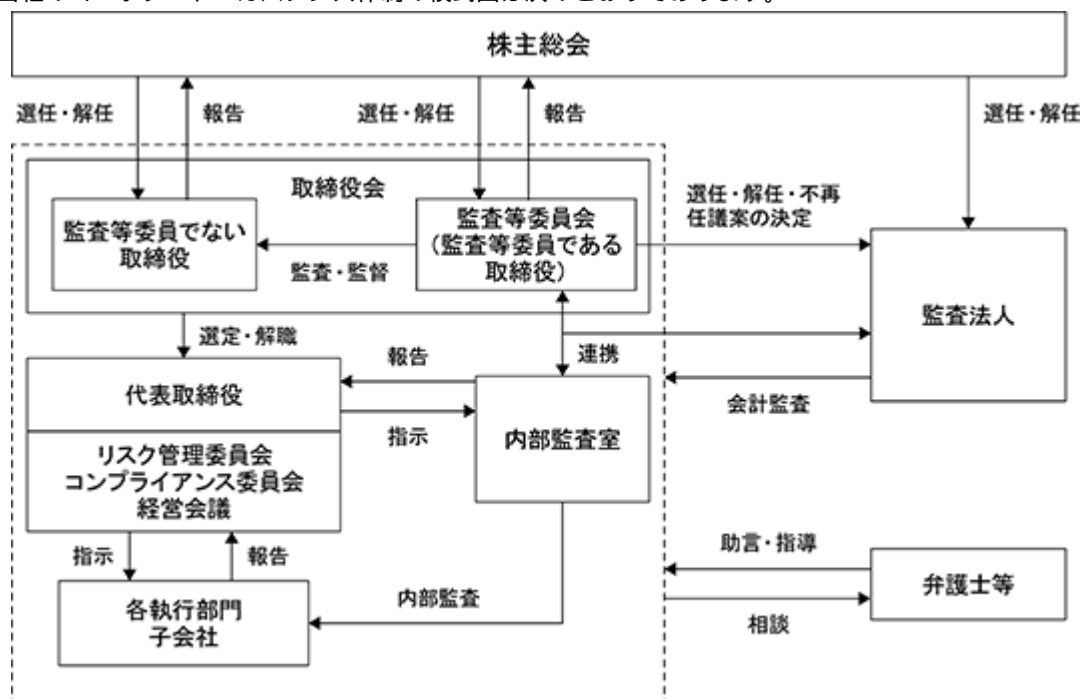 株主総会
選任・解任
報告
選任・解任
報告
選任・解任
取締役会
監査等委員でない
取締役
監査等委員会
(監査等委員である
取締役)
監査・監督
選任・解任・不再
任議案の決定
監査法人
選定・解職
連携
報告
代表取締役
指示
会計監査
内部監査室
リスク管理委員会
コンプライアンス委員会
経営会議
指示
報告
助言・指導
弁護士等
相談
内部監査
各執行部門
子会社